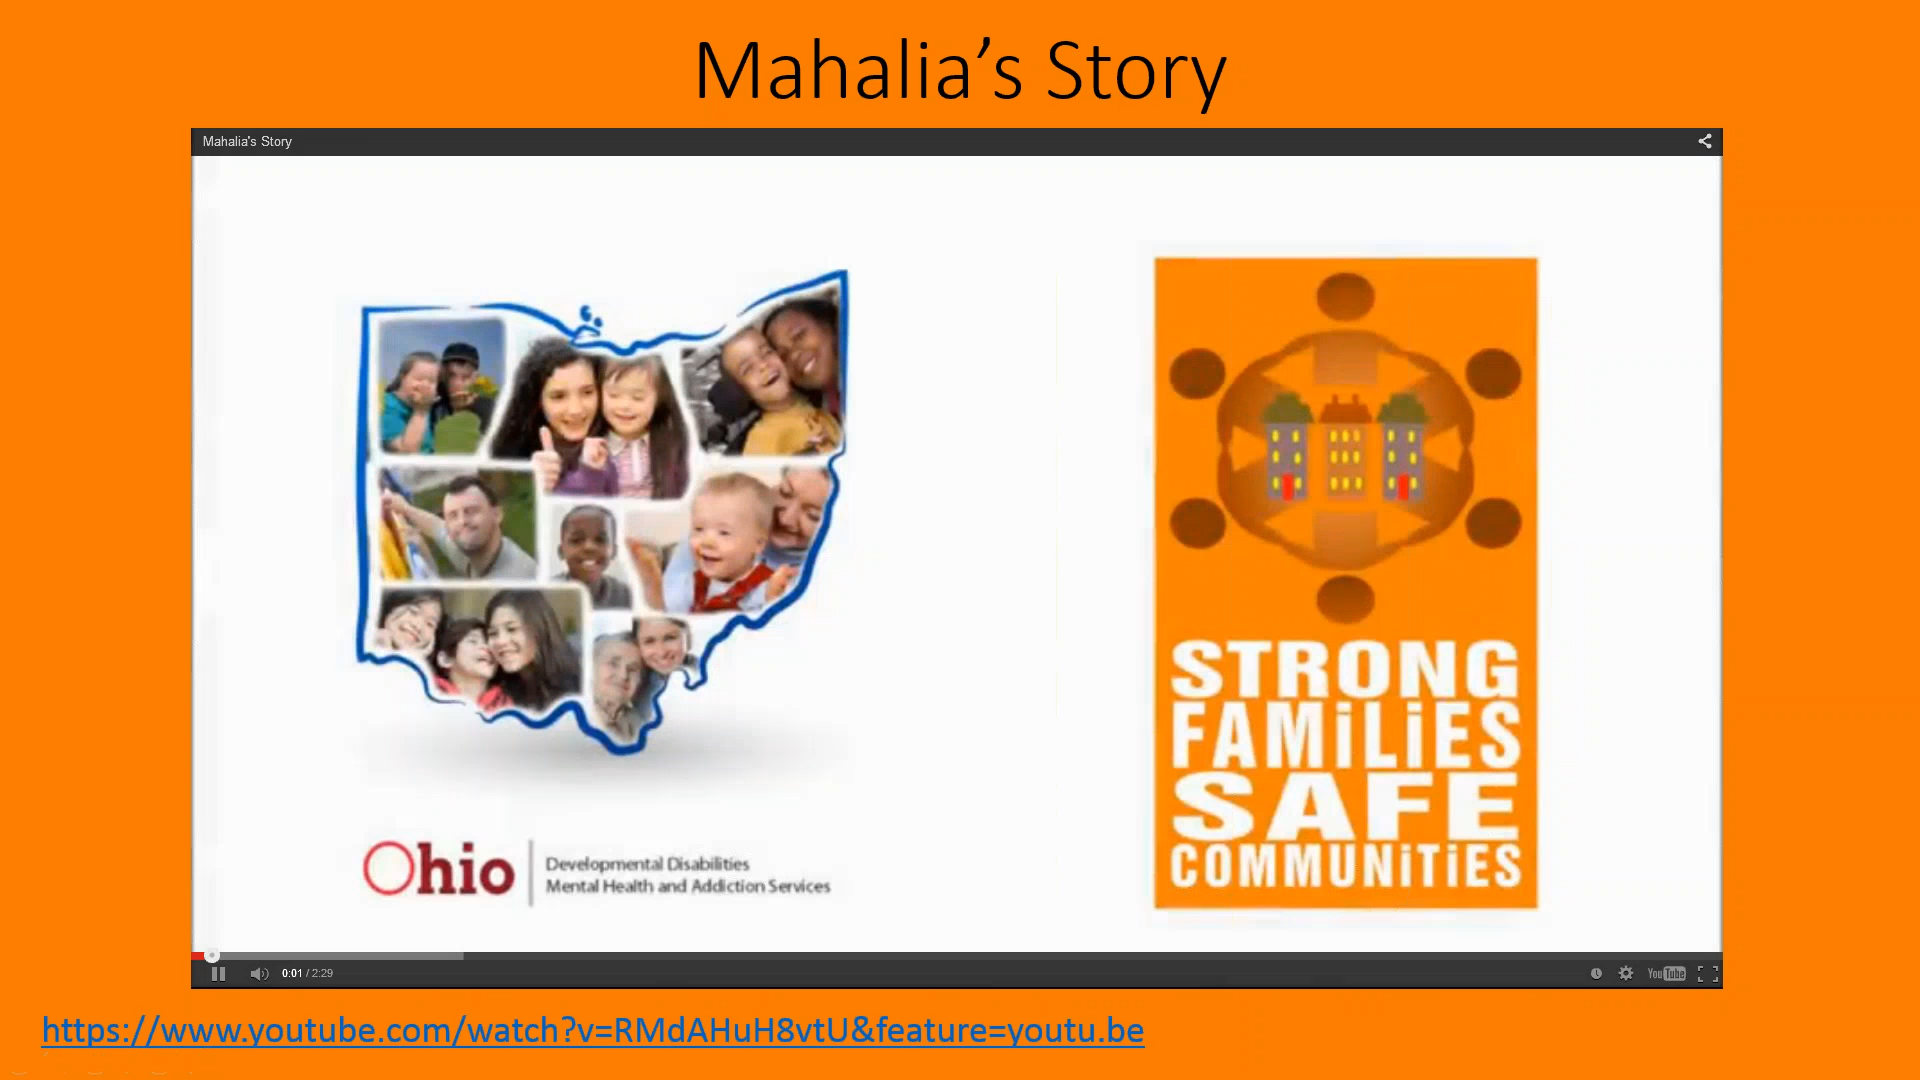 Mahalia’s Story
Mahalia's Story
STRONG
FAMiLiES
SAFE
COMMUNiTiES
Ohio
Developmental Disabilities
Mental Health and Addiction Services
0:01 / 2:29
YouTube
https://www.youtube.com/watch?v=RMdAHuH8vtU&feature=youtu.be